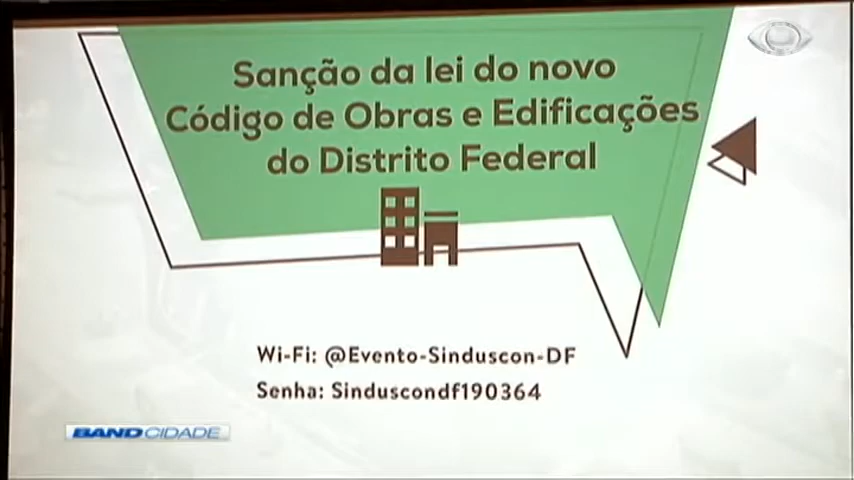 Sanção da lei do novo
Código de Obras e Edificações
do Distrito Federal
Wi-Fi: @Evento-Sinduscon-DF
Senha: Sinduscondf190364
BAND CIDADE